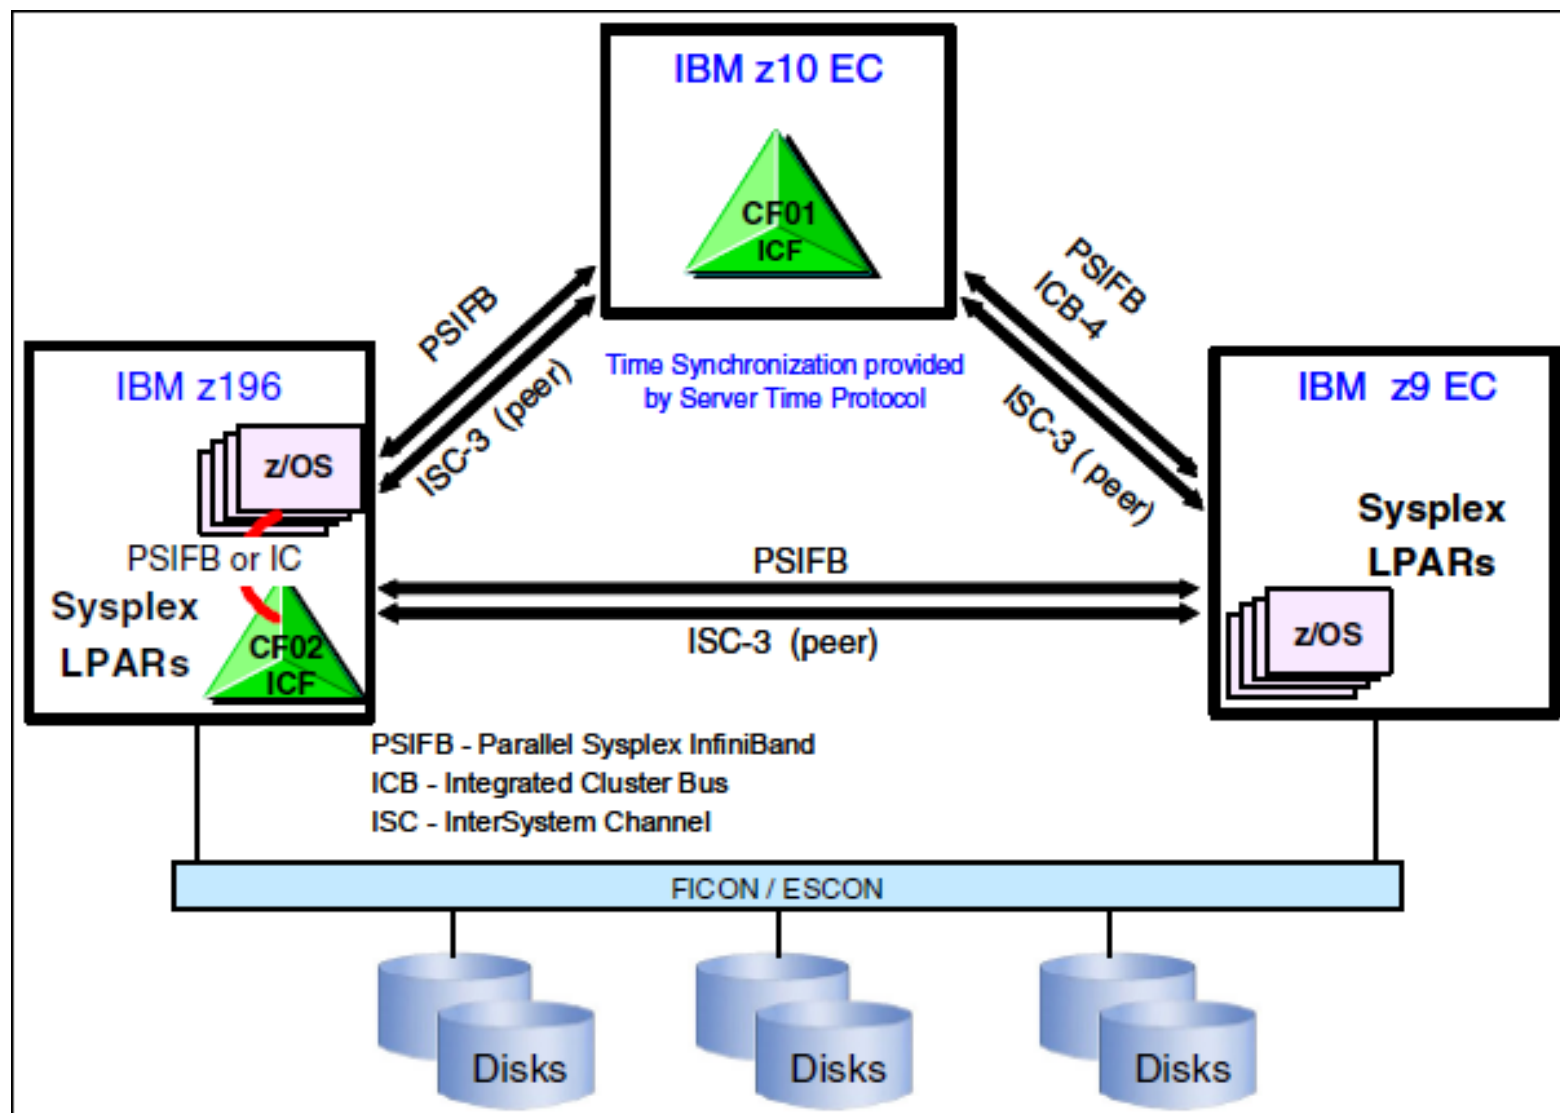 IBM z10 EC
CF01
ICF
PSIFB
ISC-3 (peer)
PSIFB
ICB-4
ISC-3 ( peer)
Time Synchronization provided
by Server Time Protocol
IBM z196
z/OS
PSIFB or IC
Sysplex
LPARs
CF02
ICF
PSIFB
ISC-3 (peer)
IBM z9 EC
Sysplex
LPARs
z/OS
PSIFB - Parallel Sysplex InfiniBand
ICB - Integrated Cluster Bus
ISC - InterSystem Channel
FICON / ESCON
Disks
Disks
Disks